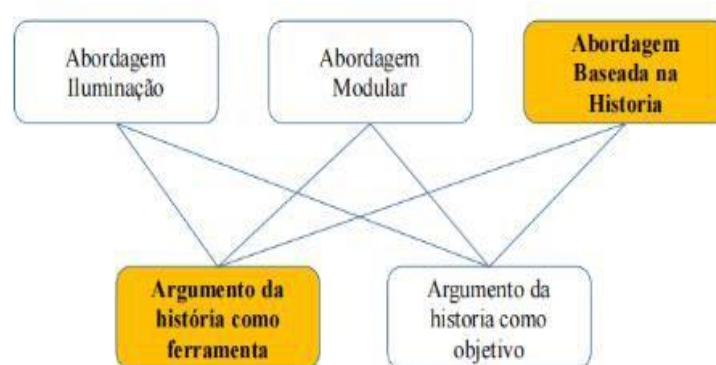 Abordagem
Iluminação
Abordagem
Modular
Abordagem
Baseada na
Historia
Argumento da
história como
ferramenta
Argumento da
historia como
objetivo